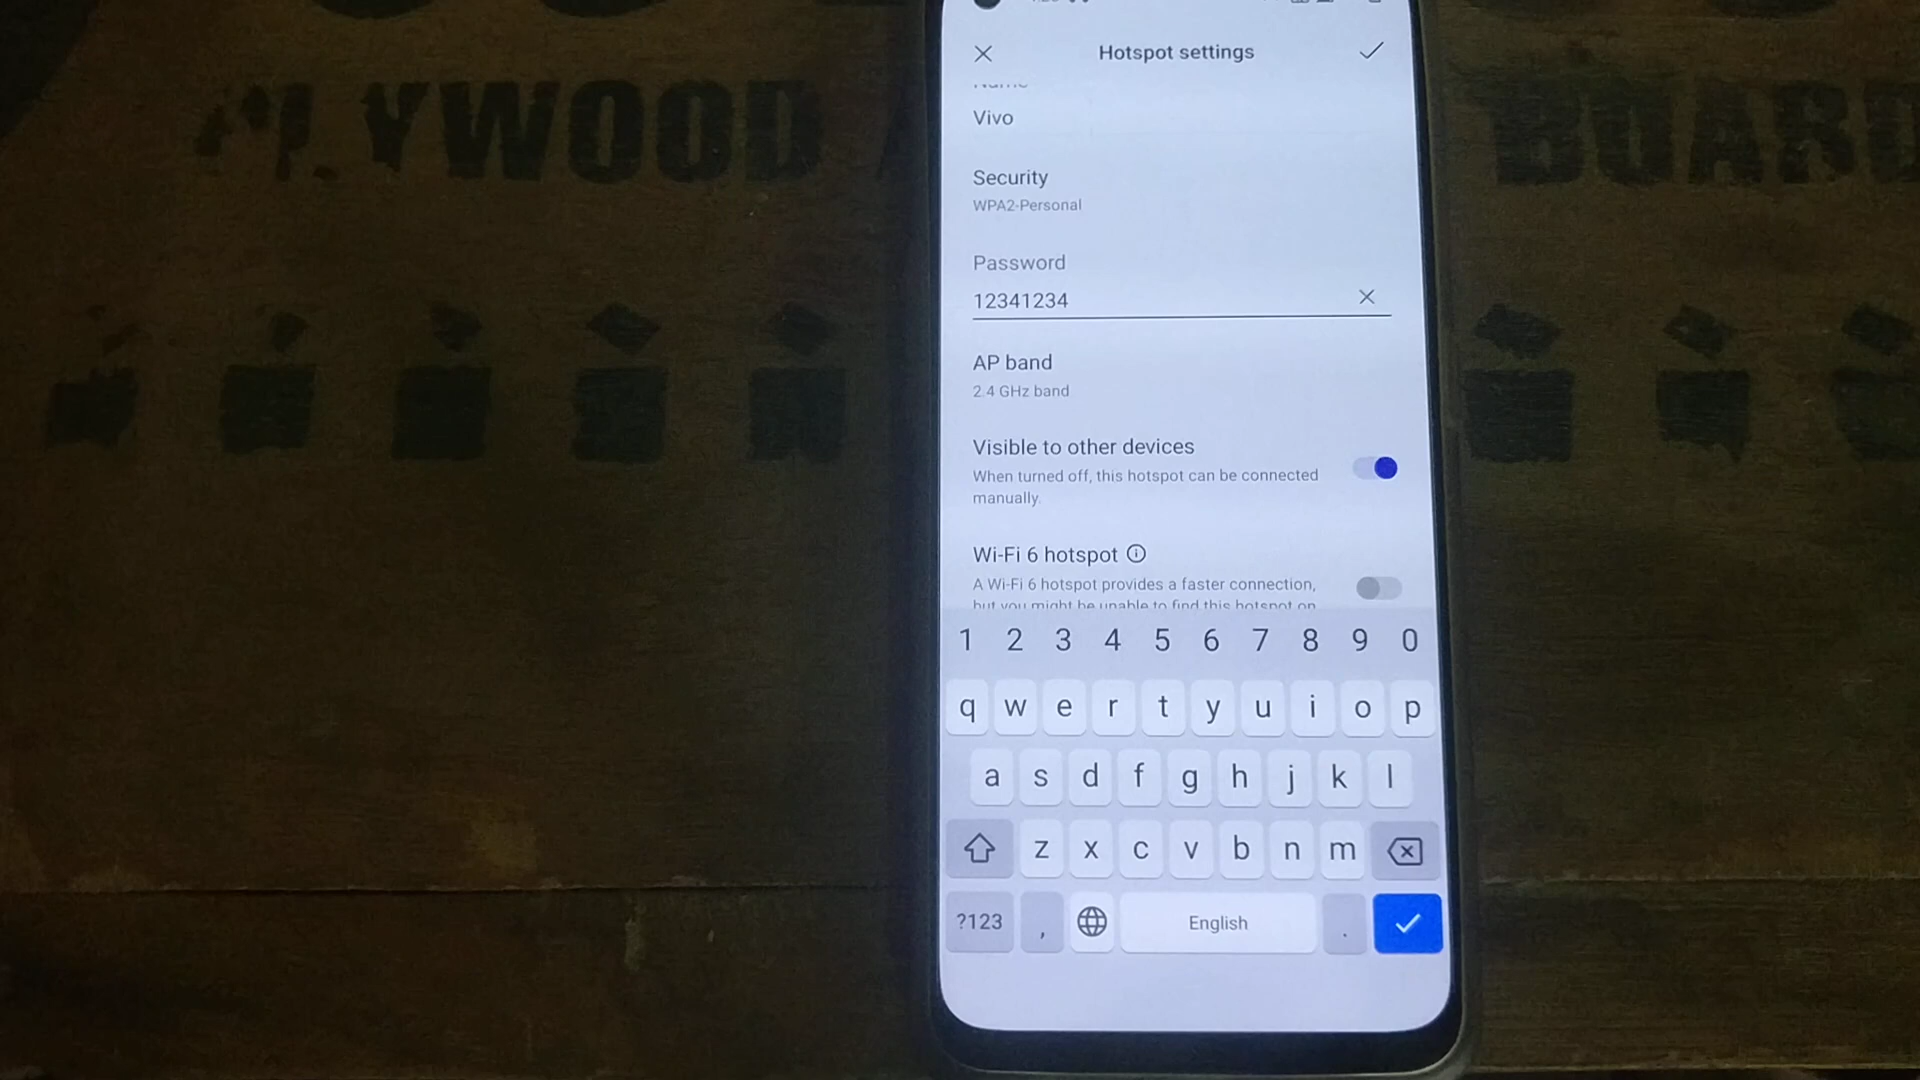 Hotspot settings
Name
Vivo
Security
WPA2-Personal
Password
12341234
AP band
2.4 GHz band
Visible to other devices
When turned off, this hotspot can be connected
manually.
Wi-Fi 6 hotspot
A Wi-Fi 6 hotspot provides a faster connection,
but you might be unable to find this hotspot on
1 2 3 4 5 6 7 8 9 0
q w e r t y u i o p
a s d f g h j k l
z x c v b n m
?123 , English .
PLYWOOD
BOARD